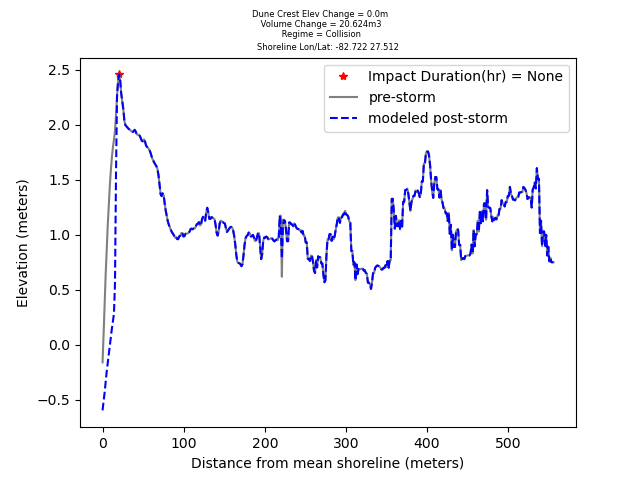 Dune Crest Elev Change = 0.0m
Volume Change = 20.624m3
Regime = Collision
Shoreline Lon/Lat: -82.722 27.512
Impact Duration(hr) = None
pre-storm
modeled post-storm
Elevation (meters)
2.5
2.0
1.5
1.0
0.5
0.0
−0.5
0 100 200 300 400 500
Distance from mean shoreline (meters)